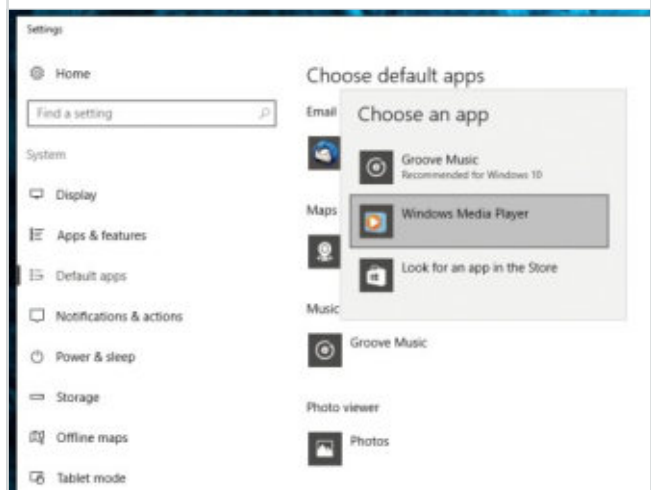 Settings
Home
Find a setting
System
Display
Apps & features
Default apps
Notifications & actions
Power & sleep
Storage
Offline maps
Tablet mode
Choose default apps
Email
Maps
Music
Groove Music
Photo viewer
Photos
Choose an app
Groove Music
Recommended for Windows 10
Windows Media Player
Look for an app in the Store